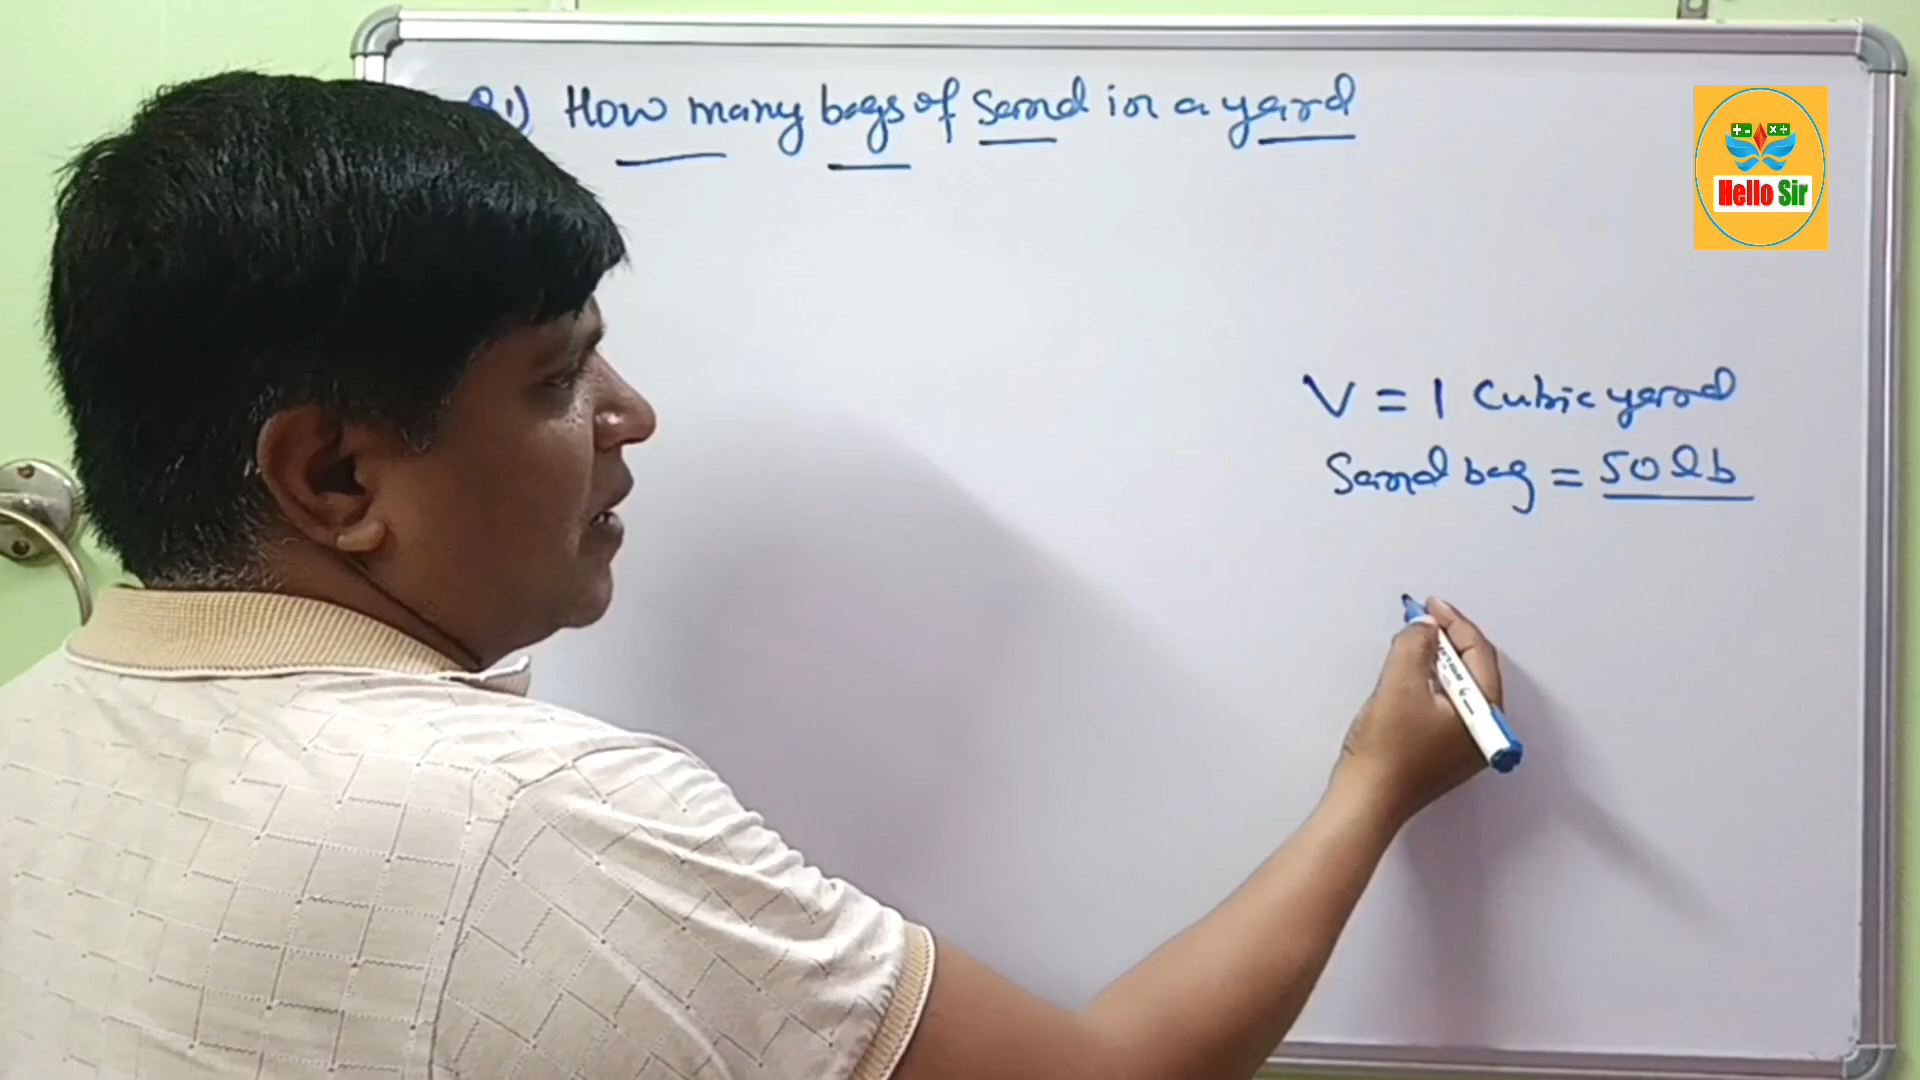 Q1) How many bags of sand in a yard
Hello Sir
V = 1 Cubic yard
Sand bag = 50 lb